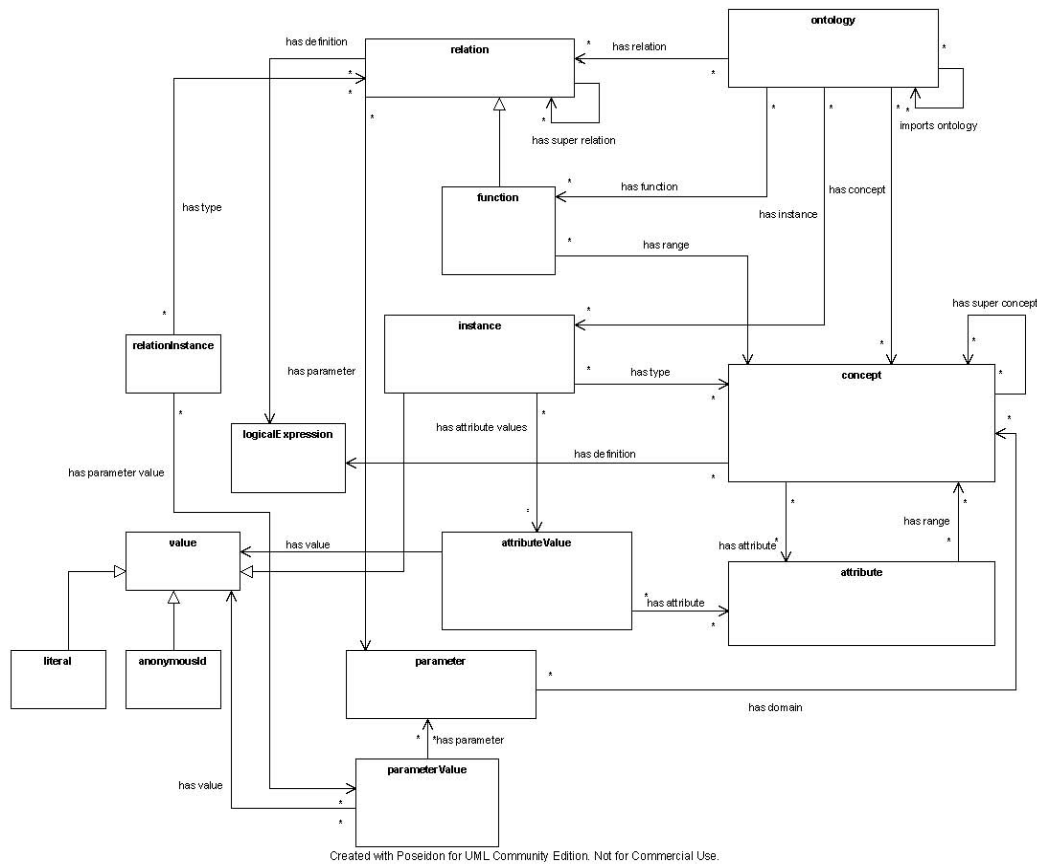 ontology
has definition
relation
has relation
imports ontology
has super relation
function
has function
has concept
has type
has instance
has range
has super concept
instance
relationInstance
has type
concept
has parameter
has attribute values
logicalExpression
has definition
has parameter value
has range
value
has value
attributeValue
has attribute
attribute
has attribute
literal
anonymousId
parameter
has domain
has parameter
parameterValue
has value
Created with Poseidon for UML Community Edition. Not for Commercial Use.